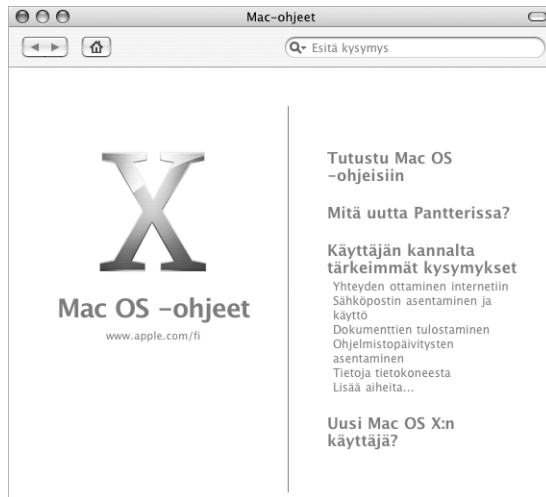 Mac-ohjeet
Esitä kysymys
X
Mac OS -ohjeet
www.apple.com/fi
Tutustu Mac OS
-ohjeisiin
Mitä uutta Pantterissa?
Käyttäjän kannalta
tärkeimmät kysymykset
Yhteyden ottaminen internetiin
Sähköpostin asentaminen ja
käyttö
Dokumenttien tulostaminen
Ohjelmistopäivitysten
asentaminen
Tietoja tietokoneesta
Lisää aiheita...
Uusi Mac OS X:n
käyttäjä?